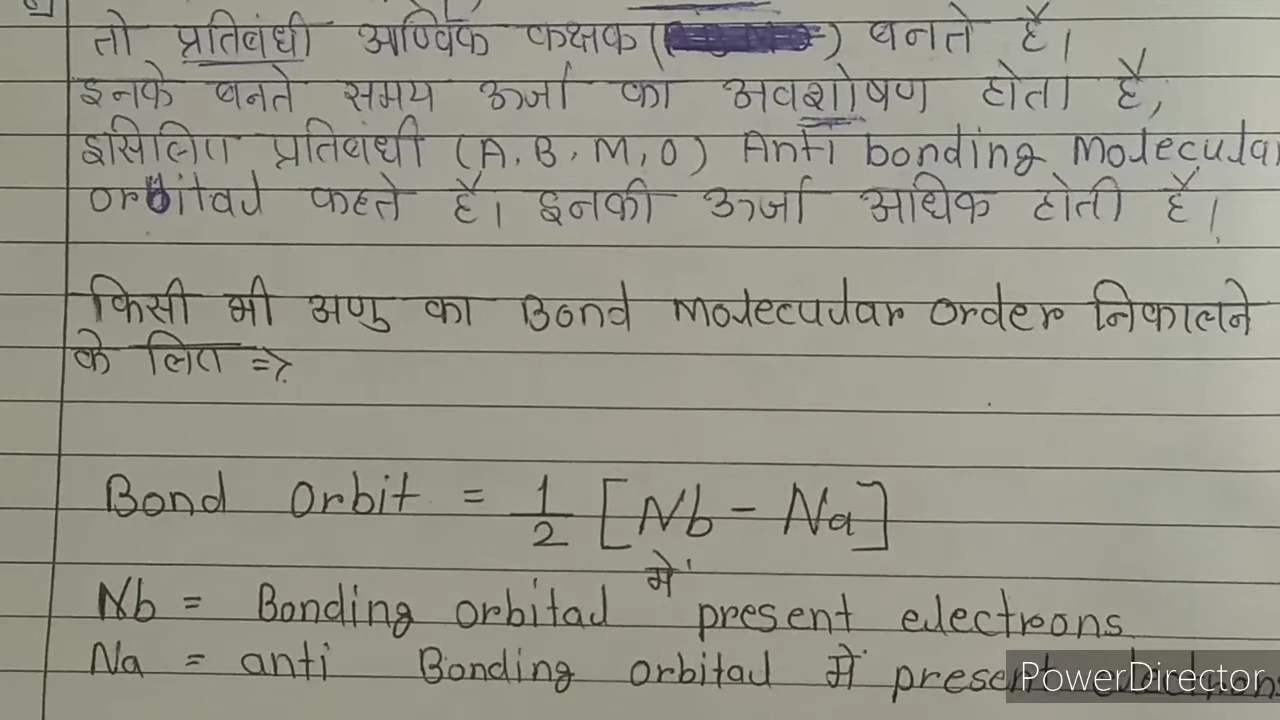 तो प्रतिबंधी आण्विक कक्षक ( ) बनते हैं।
इनके बनते समय ऊर्जा का अवशोषण होता है,
इसिलिए प्रतिबंधी (A.B.M.O) Anti bonding Molecular
orbital कहते है। इनकी ऊर्जा अधिक होती है।
किसी भी अणु का Bond Molecular Order निकालने
के लिए =>
Bond Orbit = 1/2 [Nb - Na]
Nb = Bonding orbital में present electrons
Na = anti Bonding orbital में present electrons
PowerDirector